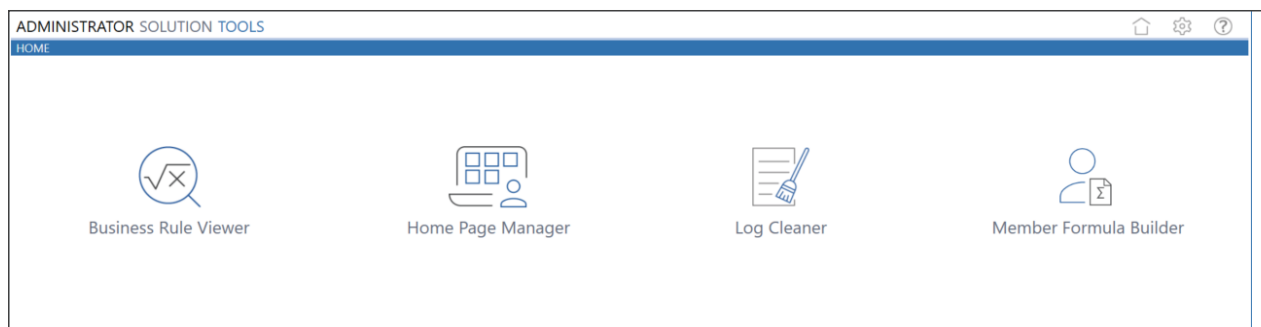 ADMINISTRATOR SOLUTION TOOLS
?
HOME
√x
Σ
Business Rule Viewer
Home Page Manager
Log Cleaner
Member Formula Builder